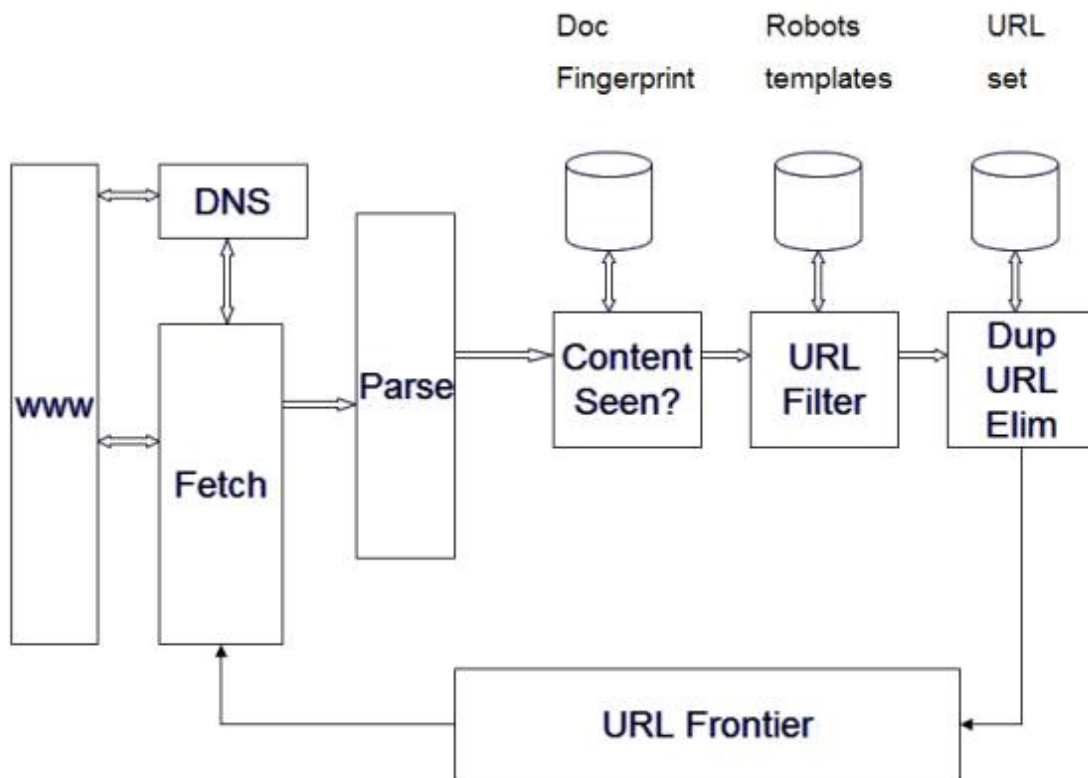 Doc
Fingerprint
Robots
templates
URL
set
DNS
www
Fetch
Parse
Content
Seen?
URL
Filter
Dup
URL
Elim
URL Frontier